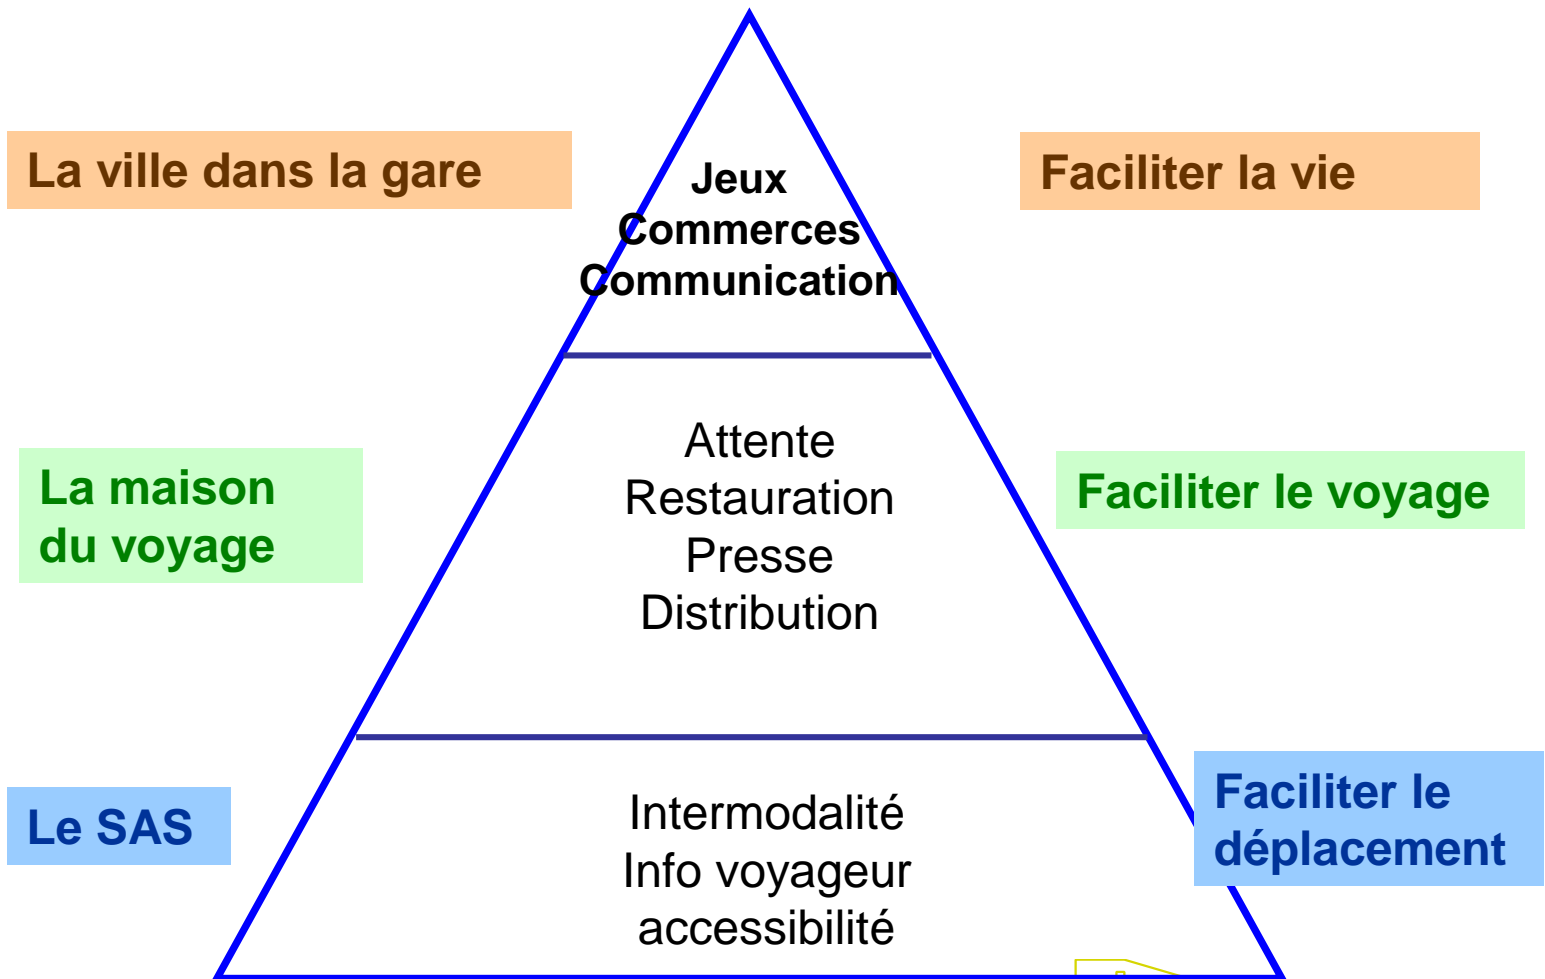 La ville dans la gare
Jeux
Commerces
Communication
Faciliter la vie
La maison
du voyage
Attente
Restauration
Presse
Distribution
Faciliter le voyage
Le SAS
Intermodalité
Info voyageur
accessibilité
Faciliter le
déplacement